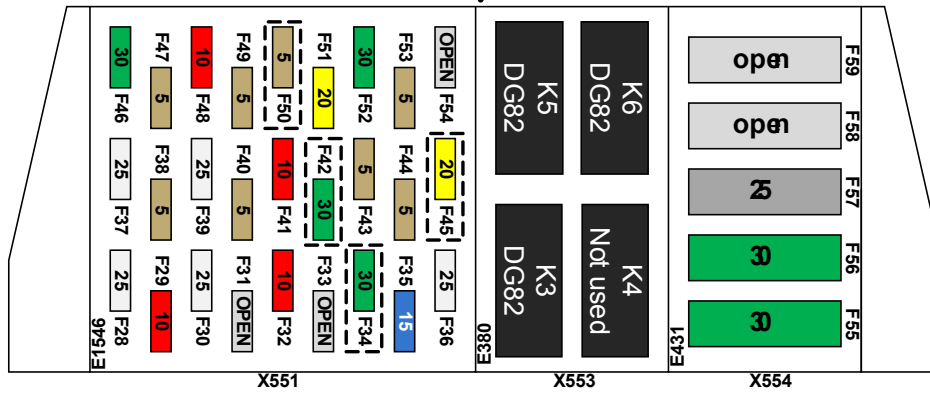 30 F46
F47 5
10 F48
F49 5
5 F50
F51 20
30 F52
F53 5
OPEN F54
25 F37
F38 5
25 F39
F40 5
10 F41
F42 30
5 F43
F44 5
20 F45
25 F28
F29 10
25 F30
F31 OPEN
10 F32
F33 OPEN
30 F34
F35 15
25 F36
E1546
X551
K5
DG82
K6
DG82
K3
DG82
K4
Not used
E380
X553
open F59
open F58
25 F57
30 F56
30 F55
E431
X554